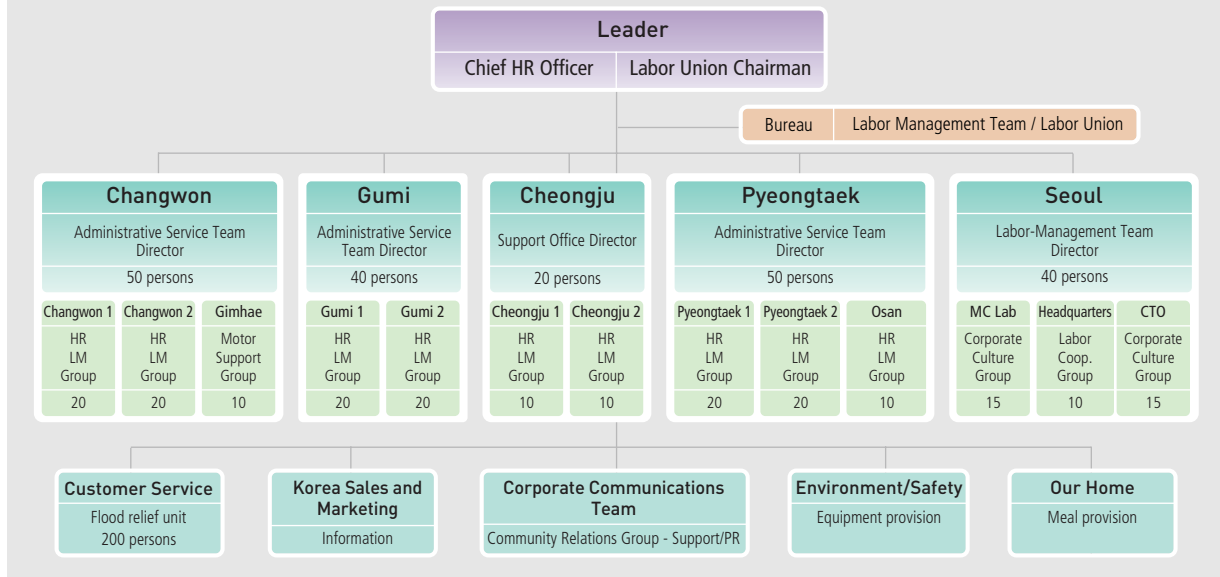 Leader
Chief HR Officer
Labor Union Chairman
Bureau
Labor Management Team / Labor Union
Changwon
Administrative Service Team
Director
50 persons
Changwon 1
HR
LM
Group
20
Changwon 2
HR
LM
Group
20
Gimhae
Motor
Support
Group
10
Gumi
Administrative Service
Team Director
40 persons
Gumi 1
HR
LM
Group
20
Gumi 2
HR
LM
Group
20
Cheongju
Support Office Director
20 persons
Cheongju 1
HR
LM
Group
10
Cheongju 2
HR
LM
Group
10
Pyeongtaek
Administrative Service Team
Director
50 persons
Pyeongtaek 1
HR
LM
Group
20
Pyeongtaek 2
HR
LM
Group
20
Osan
HR
LM
Group
10
Seoul
Labor-Management Team
Director
40 persons
MC Lab
Corporate
Culture
Group
15
Headquarters
Labor
Coop.
Group
10
CTO
Corporate
Culture
Group
15
Customer Service
Flood relief unit
200 persons
Korea Sales and
Marketing
Information
Corporate Communications
Team
Community Relations Group - Support/PR
Environment/Safety
Equipment provision
Our Home
Meal provision